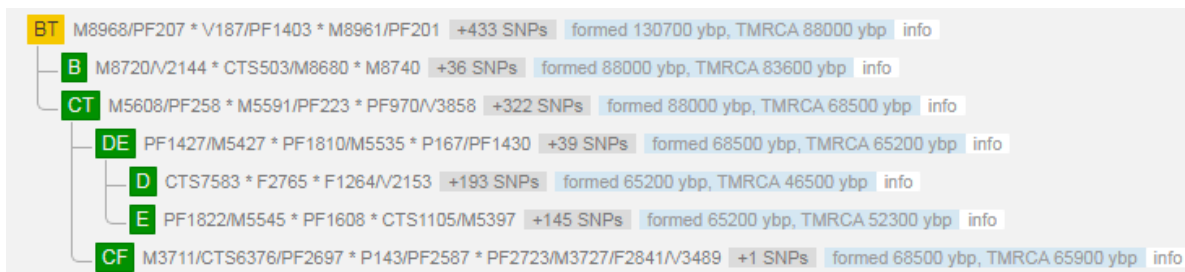 BT M8968/PF207 * V187/PF1403 * M8961/PF201 +433 SNPs formed 130700 ybp, TMRCA 88000 ybp info
B M8720/V2144 * CTS503/M8680 * M8740 +36 SNPs formed 88000 ybp, TMRCA 83600 ybp info
CT M5608/PF258 * M5591/PF223 * PF970/V3858 +322 SNPs formed 88000 ybp, TMRCA 68500 ybp info
DE PF1427/M5427 * PF1810/M5535 * P167/PF1430 +39 SNPs formed 68500 ybp, TMRCA 65200 ybp info
D CTS7583 * F2765 * F1264/V2153 +193 SNPs formed 65200 ybp, TMRCA 46500 ybp info
E PF1822/M5545 * PF1608 * CTS1105/M5397 +145 SNPs formed 65200 ybp, TMRCA 52300 ybp info
CF M3711/CTS6376/PF2697 * P143/PF2587 * PF2723/M3727/F2841/V3489 +1 SNPs formed 68500 ybp, TMRCA 65900 ybp info